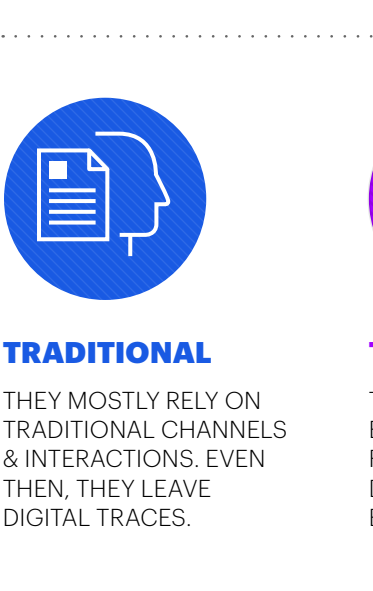 TRADITIONAL
THEY MOSTLY RELY ON
TRADITIONAL CHANNELS
& INTERACTIONS. EVEN
THEN, THEY LEAVE
DIGITAL TRACES.